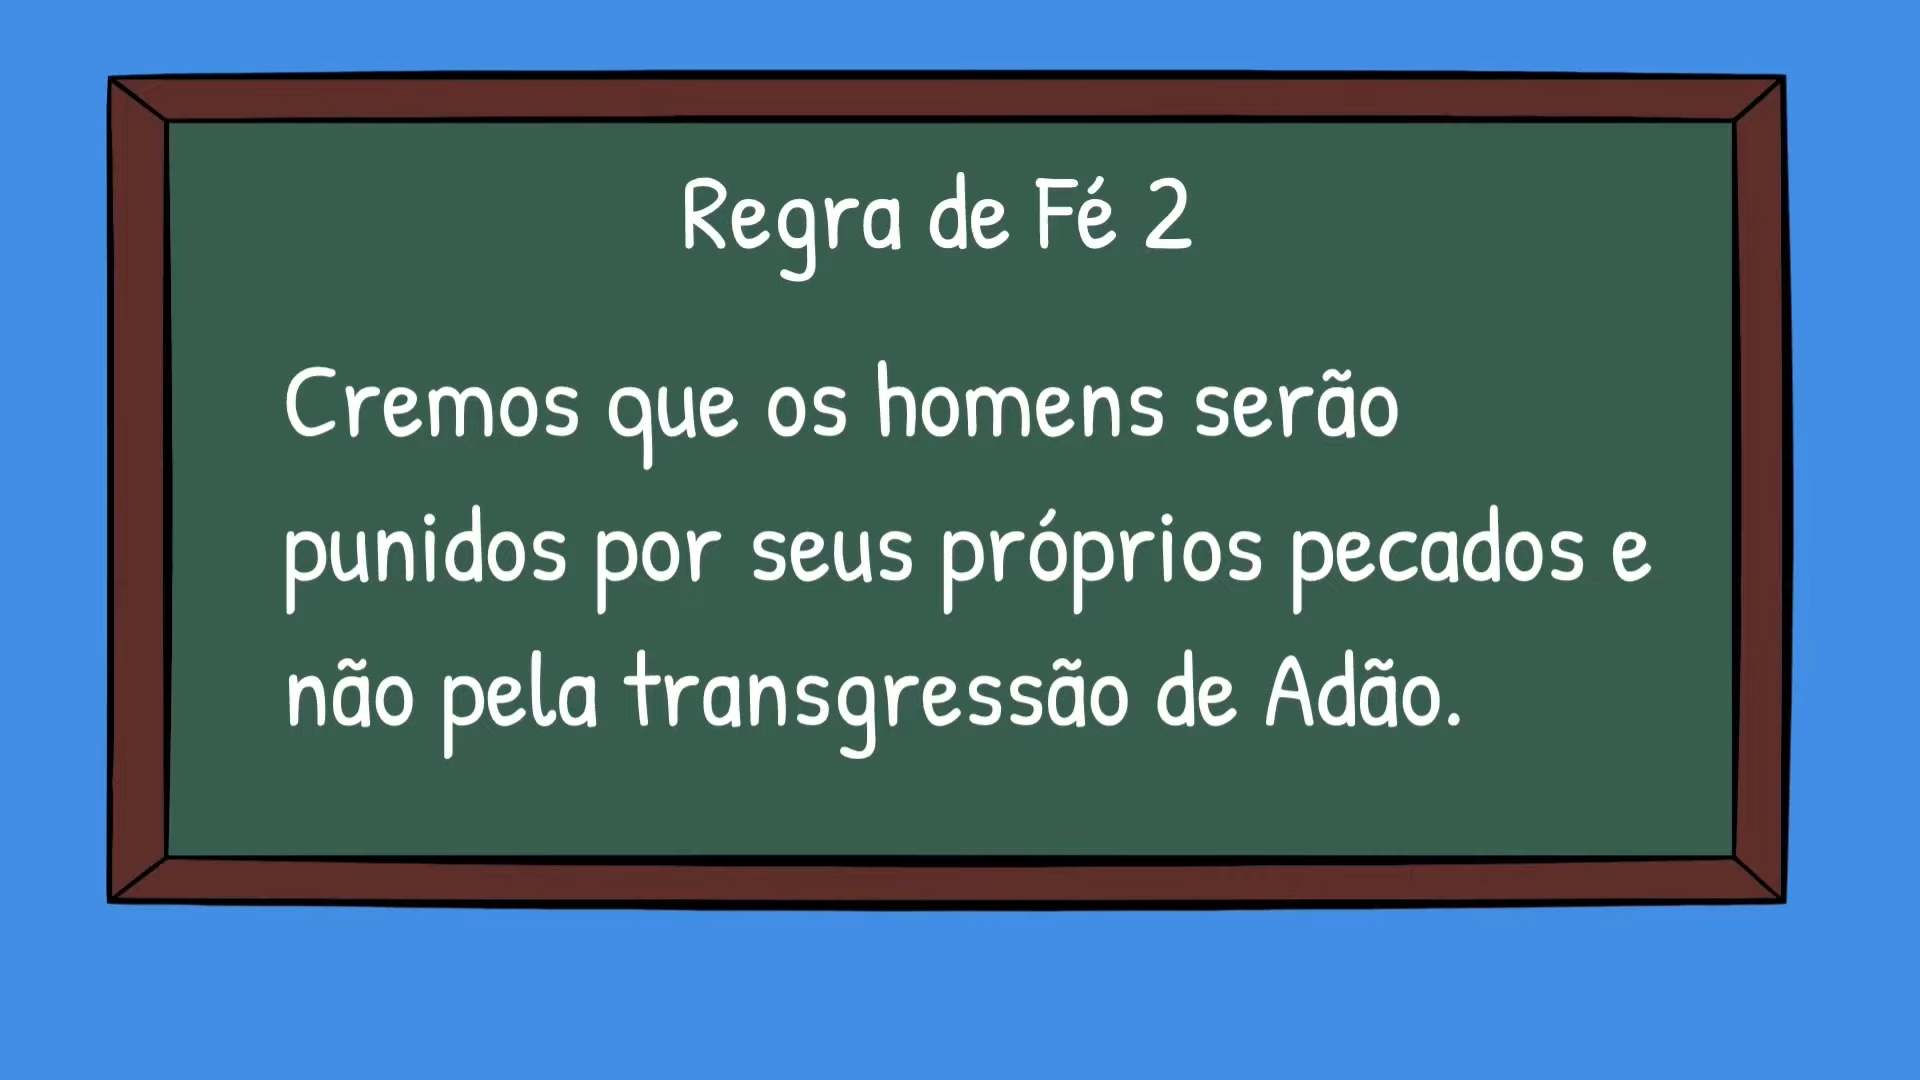 Regra de Fé 2
Cremos que os homens serão
punidos por seus próprios pecados e
não pela transgressão de Adão.